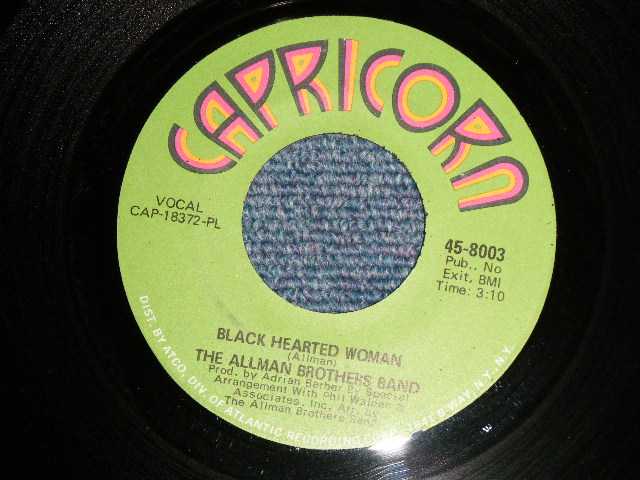 CAPRICORN
VOCAL
CAP-18372-PL
45-8003
Pub., No
Exit, BMI
Time: 3:10
BLACK HEARTED WOMAN
(Allman)
THE ALLMAN BROTHERS BAND
Prod. by Adrian Barber By Special
Arrangement With Phil Walden &
Associates, Inc. Arr. by
The Allman Brothers Band
DIST. BY ATCO, DIV. OF ATLANTIC RECORDING CORP. 1841 B'WAY, N.Y., N.Y.